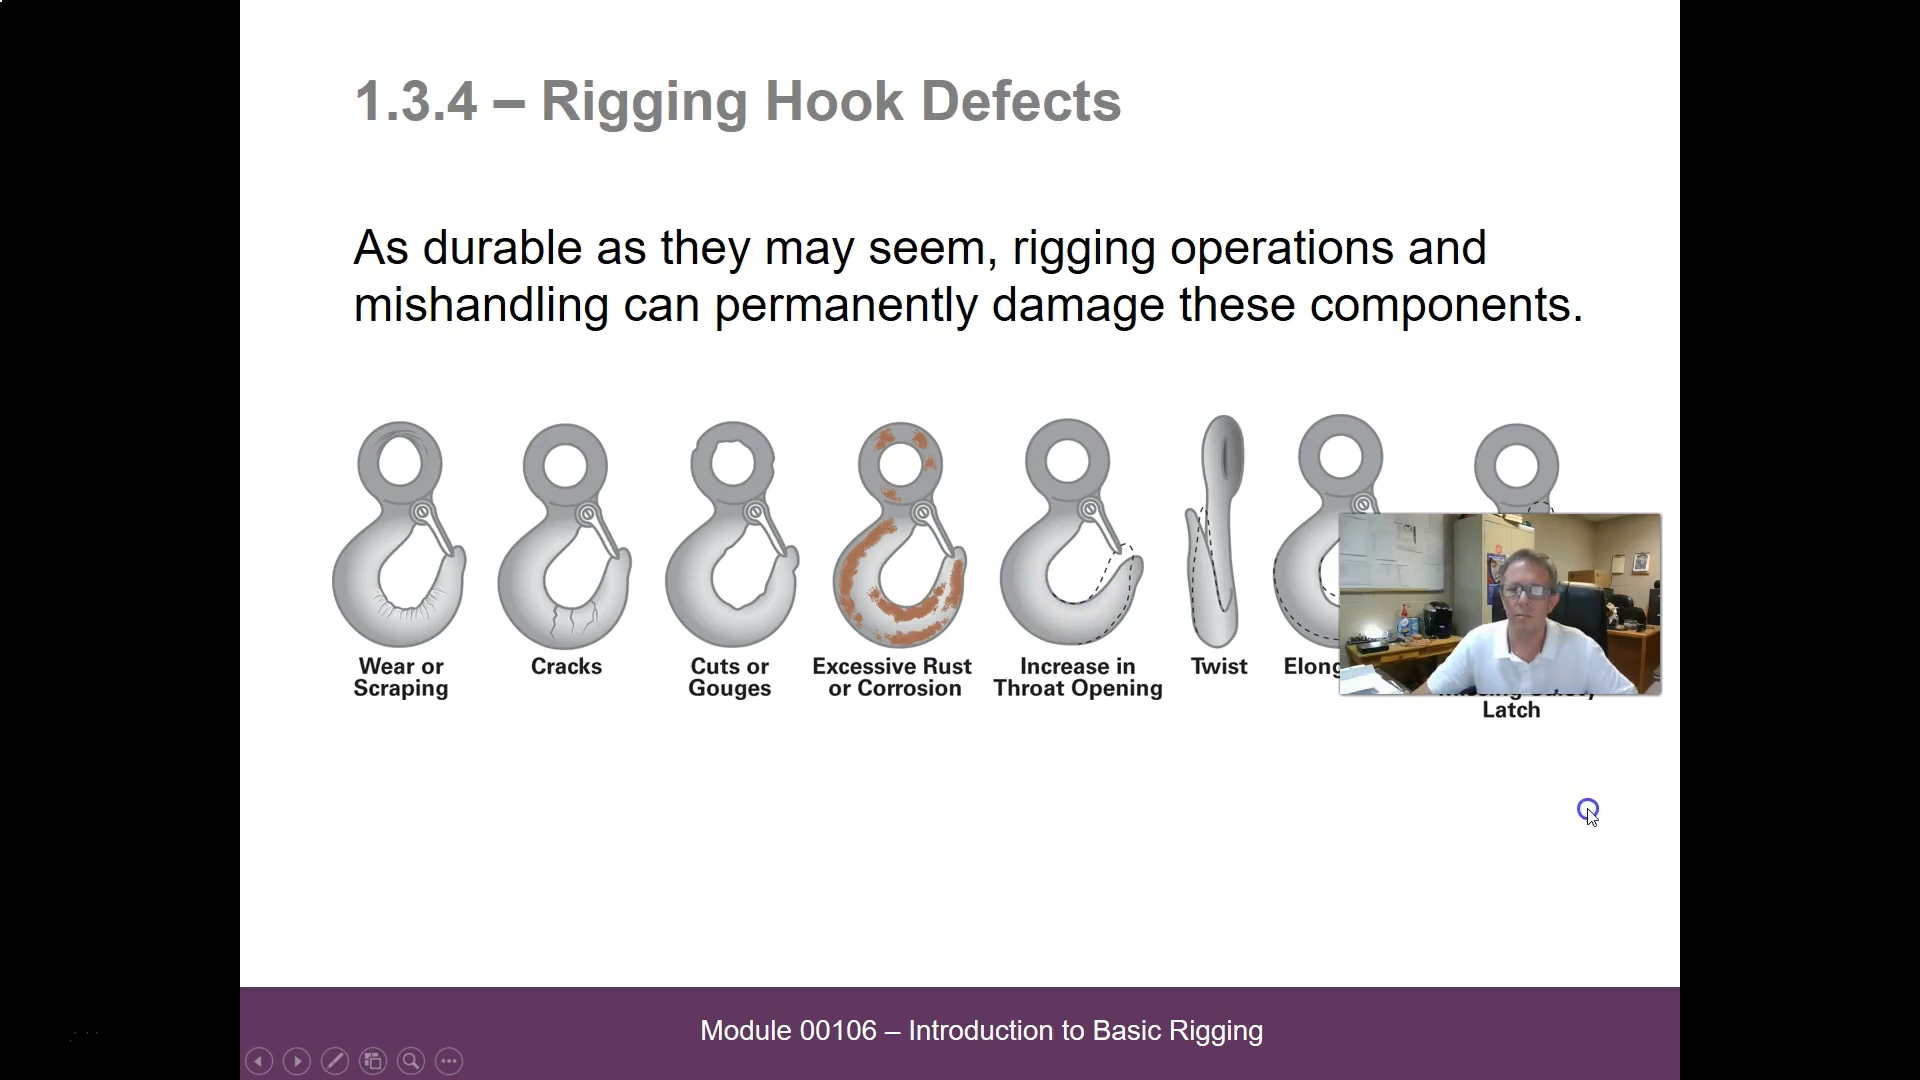 1.3.4 – Rigging Hook Defects
As durable as they may seem, rigging operations and
mishandling can permanently damage these components.
Wear or
Scraping
Cracks
Cuts or
Gouges
Excessive Rust
or Corrosion
Increase in
Throat Opening
Twist
Latch
Module 00106 – Introduction to Basic Rigging